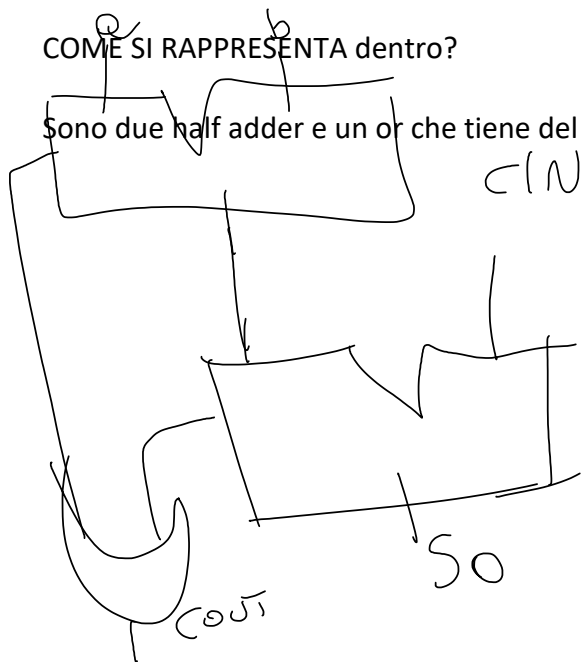 a b
COME SI RAPPRESENTA dentro?
Sono due half adder e un or che tiene del
CIN
SO
COUT